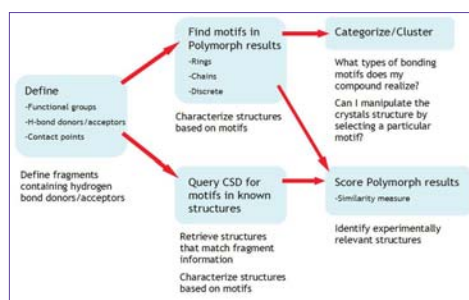 Define
-Functional groups
-H-bond donors/acceptors
-Contact points
Define fragments
containing hydrogen
bond donors/acceptors
Find motifs in
Polymorph results
-Rings
-Chains
-Discrete
Characterize structures
based on motifs
Categorize/Cluster
What types of bonding
motifs does my
compound realize?
Can I manipulate the
crystals structure by
selecting a particular
motif?
Query CSD for
motifs in known
structures
Retrieve structures
that match fragment
information
Characterize structures
based on motifs
Score Polymorph results
-Similarity measure
Identify experimentally
relevant structures